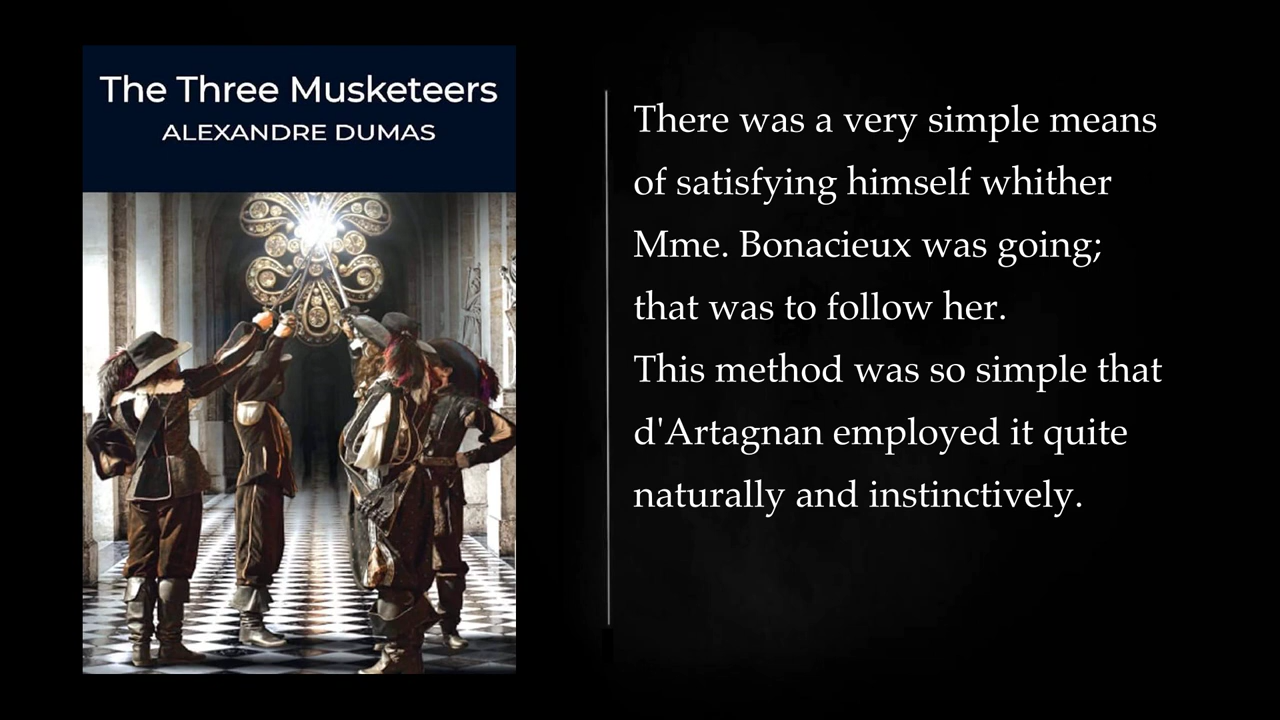 The Three Musketeers
ALEXANDRE DUMAS
There was a very simple means
of satisfying himself whither
Mme. Bonacieux was going;
that was to follow her.
This method was so simple that
d'Artagnan employed it quite
naturally and instinctively.